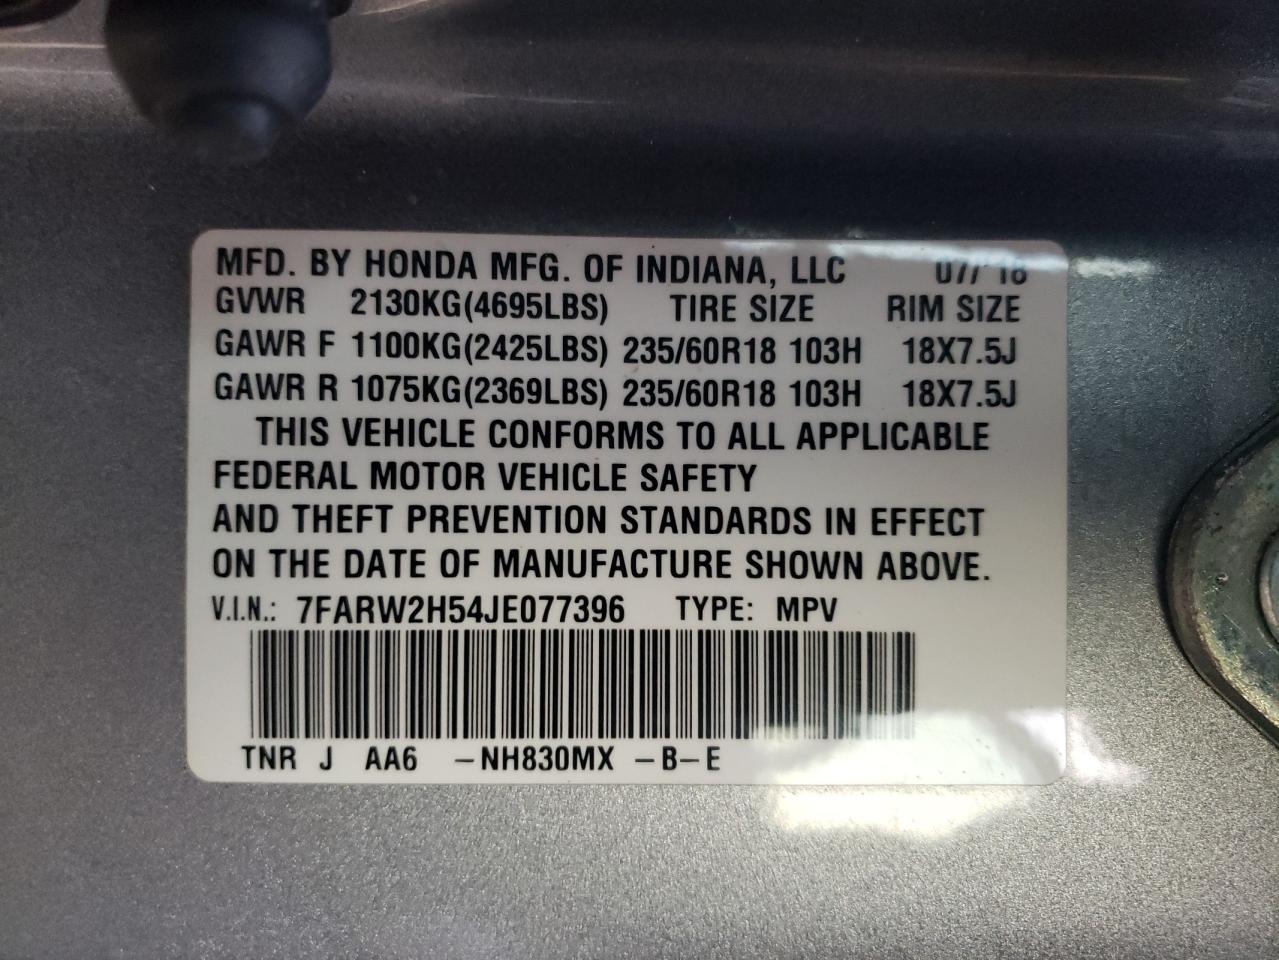 MFD. BY HONDA MFG. OF INDIANA, LLC 07/'18
GVWR 2130KG(4695LBS) TIRE SIZE RIM SIZE
GAWR F 1100KG(2425LBS) 235/60R18 103H 18X7.5J
GAWR R 1075KG(2369LBS) 235/60R18 103H 18X7.5J
THIS VEHICLE CONFORMS TO ALL APPLICABLE
FEDERAL MOTOR VEHICLE SAFETY
AND THEFT PREVENTION STANDARDS IN EFFECT
ON THE DATE OF MANUFACTURE SHOWN ABOVE.
V.I.N.: 7FARW2H54JE077396 TYPE: MPV
TNR J AA6 -NH830MX -B-E